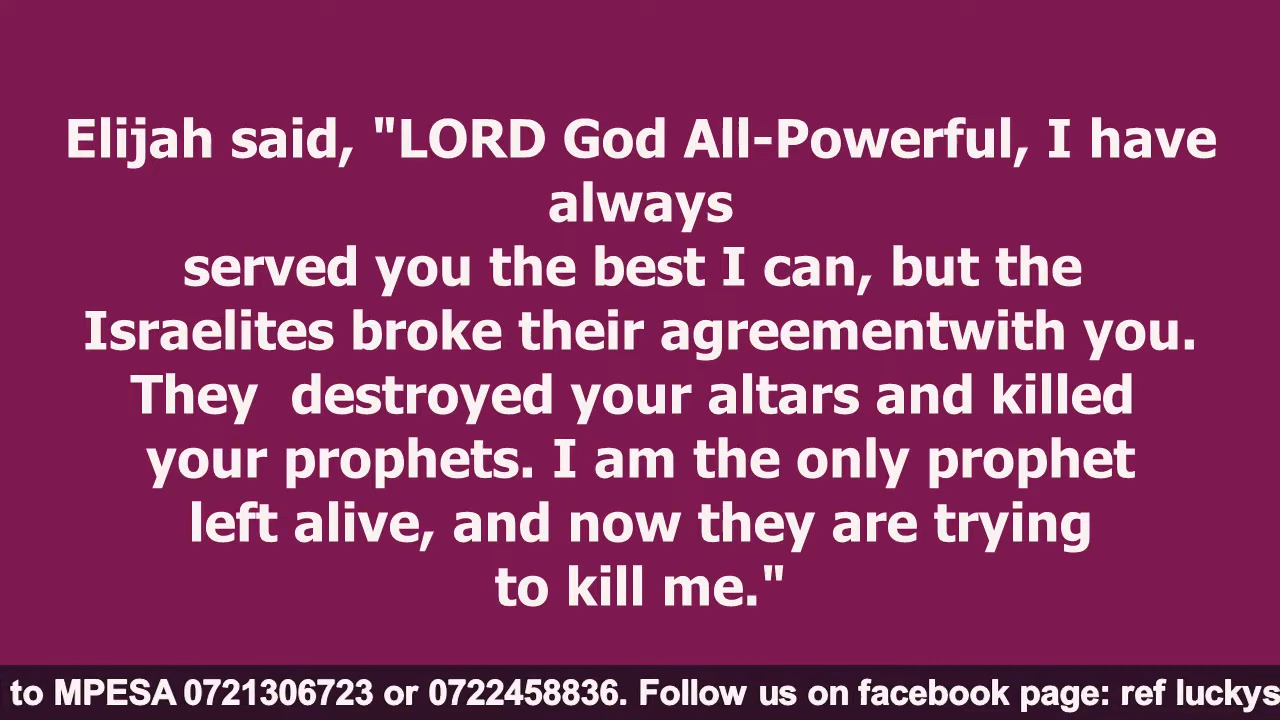 Elijah said, "LORD God All-Powerful, I have
always
served you the best I can, but the
Israelites broke their agreementwith you.
They  destroyed your altars and killed
your prophets. I am the only prophet
left alive, and now they are trying
to kill me."
to MPESA 0721306723 or 0722458836. Follow us on facebook page: ref luckys